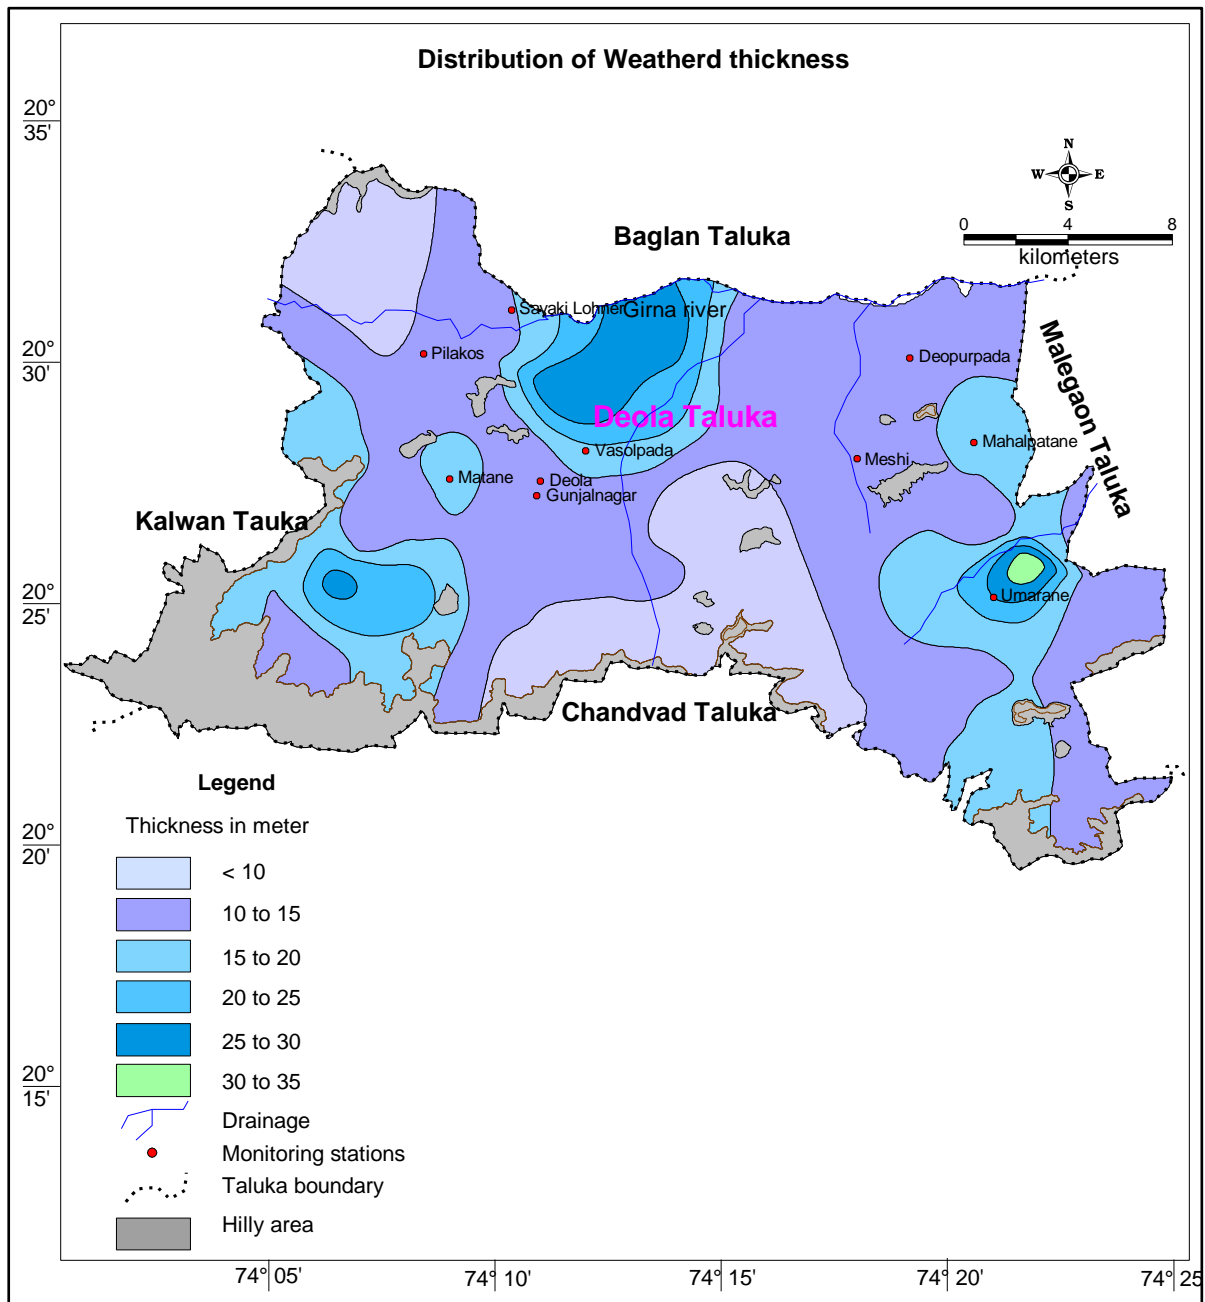 Distribution of Weatherd thickness
20°
35'
N
W
E
S
0
4
8
kilometers
Baglan Taluka
Savaki Lohner
Girna river
Malegaon Taluka
20°
30'
Pilakos
Deopurpada
Deola Taluka
Mahalpatane
Vasolpada
Meshi
Matane
Deola
Gunjalnagar
Kalwan Tauka
20°
25'
Umarane
Chandvad Taluka
Legend
Thickness in meter
20°
20'
< 10
10 to 15
15 to 20
20 to 25
25 to 30
20°
15'
30 to 35
Drainage
Monitoring stations
Taluka boundary
Hilly area
74° 05'
74° 10'
74° 15'
74° 20'
74° 25